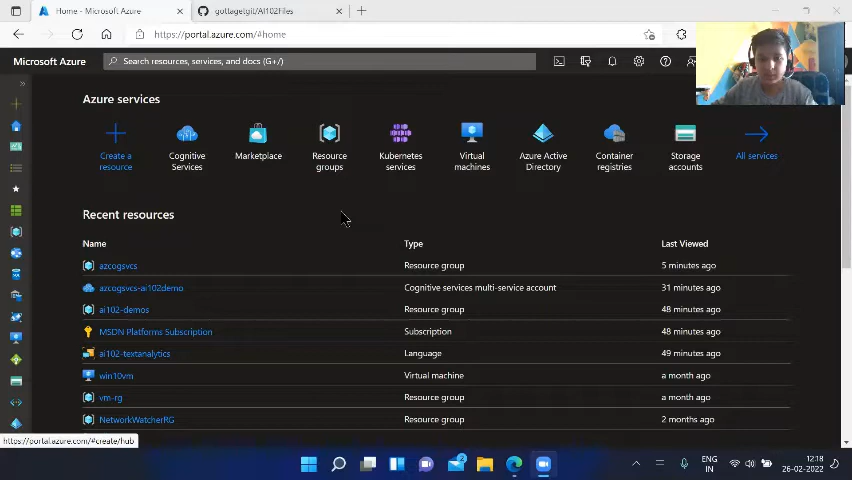 Home - Microsoft Azure
gottagetgit/AI102Files
https://portal.azure.com/#home
Microsoft Azure
Search resources, services, and docs (G+/)
Azure services
Create a resource
Cognitive Services
Marketplace
Resource groups
Kubernetes services
Virtual machines
Azure Active Directory
Container registries
Storage accounts
All services
Recent resources
Name Type Last Viewed
azcogsvcs Resource group 5 minutes ago
azcogsvcs-ai102demo Cognitive services multi-service account 31 minutes ago
ai102-demos Resource group 48 minutes ago
MSDN Platforms Subscription Subscription 48 minutes ago
ai102-textanalytics Language 49 minutes ago
win10vm Virtual machine a month ago
vm-rg Resource group a month ago
NetworkWatcherRG Resource group 2 months ago
https://portal.azure.com/#create/hub
ENG
IN
12:18
26-02-2022